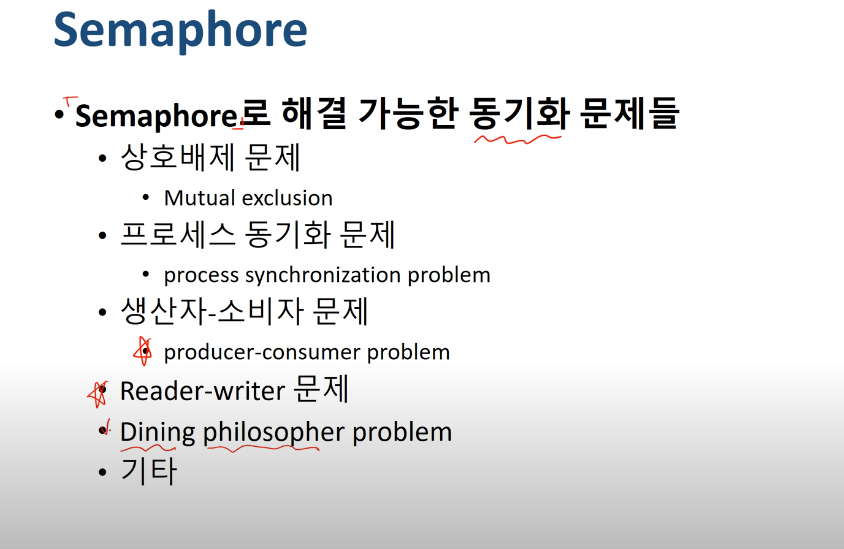 Semaphore
• Semaphore로 해결 가능한 동기화 문제들
• 상호배제 문제
• Mutual exclusion
• 프로세스 동기화 문제
• process synchronization problem
• 생산자-소비자 문제
• producer-consumer problem
• Reader-writer 문제
• Dining philosopher problem
• 기타